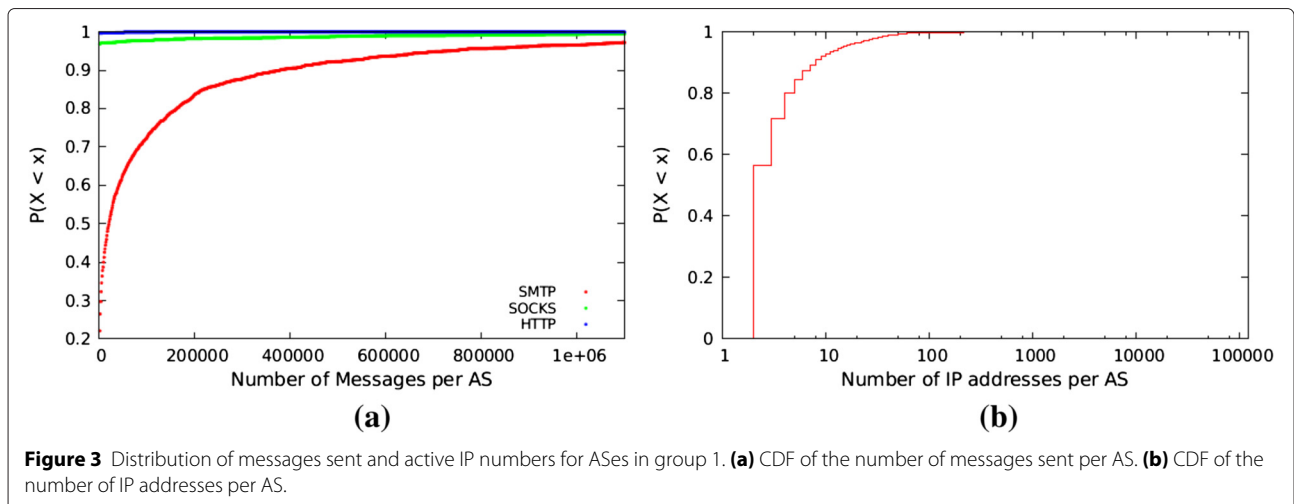 1
0.9
0.8
0.7
0.6
0.5
0.4
0.3
0.2
P(X < x)
SMTP
SOCKS
HTTP
0 200000 400000 600000 800000 1e+06
Number of Messages per AS
(a)
1
0.8
0.6
0.4
0.2
0
P(X < x)
1 10 100 1000 10000 100000
Number of IP addresses per AS
(b)
Figure 3 Distribution of messages sent and active IP numbers for ASes in group 1. (a) CDF of the number of messages sent per AS. (b) CDF of the
number of IP addresses per AS.